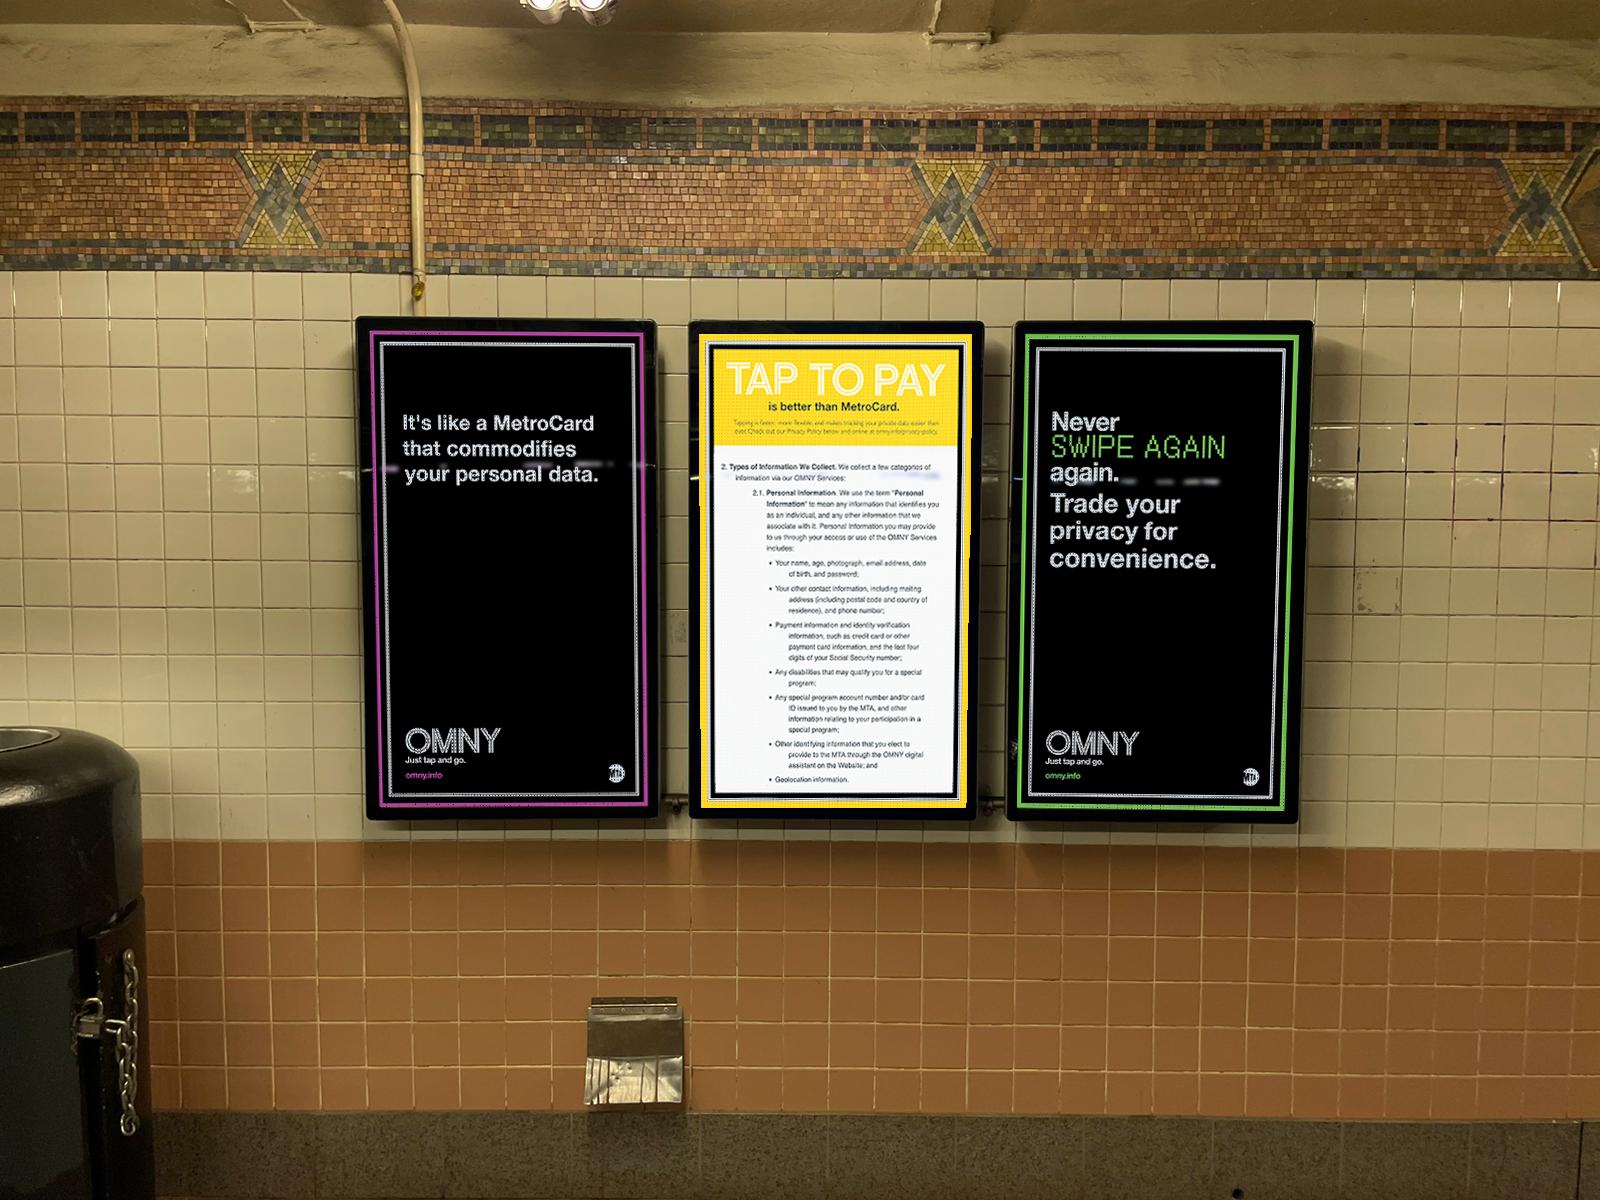 It's like a MetroCard
that commodifies
your personal data.
OMNY
Just tap and go.
omny.info
MTA
TAP TO PAY
is better than MetroCard.
Tapping is faster, more flexible, and makes tracking your private data easier than
ever. Check out our Privacy Policy below and online at omny.info/privacy-policy.
2. Types of Information We Collect. We collect a few categories of
information via our OMNY Services:
2.1. Personal Information. We use the term "Personal
Information" to mean any information that identifies you
as an individual, and any other information that we
associate with it. Personal Information you may provide
to us through your access or use of the OMNY Services
includes:
• Your name, age, photograph, email address, date
of birth, and password;
• Your other contact information, including mailing
address (including postal code and country of
residence), and phone number;
• Payment information and identity verification
information, such as credit card or other
payment card information, and the last four
digits of your Social Security number;
• Any disabilities that may qualify you for a special
program;
• Any special program account number and/or card
ID issued to you by the MTA, and other
information relating to your participation in a
special program;
• Other identifying information that you elect to
provide to the MTA through the OMNY digital
assistant on the Website; and
• Geolocation information.
Never
SWIPE AGAIN
again.
Trade your
privacy for
convenience.
OMNY
Just tap and go.
omny.info
MTA